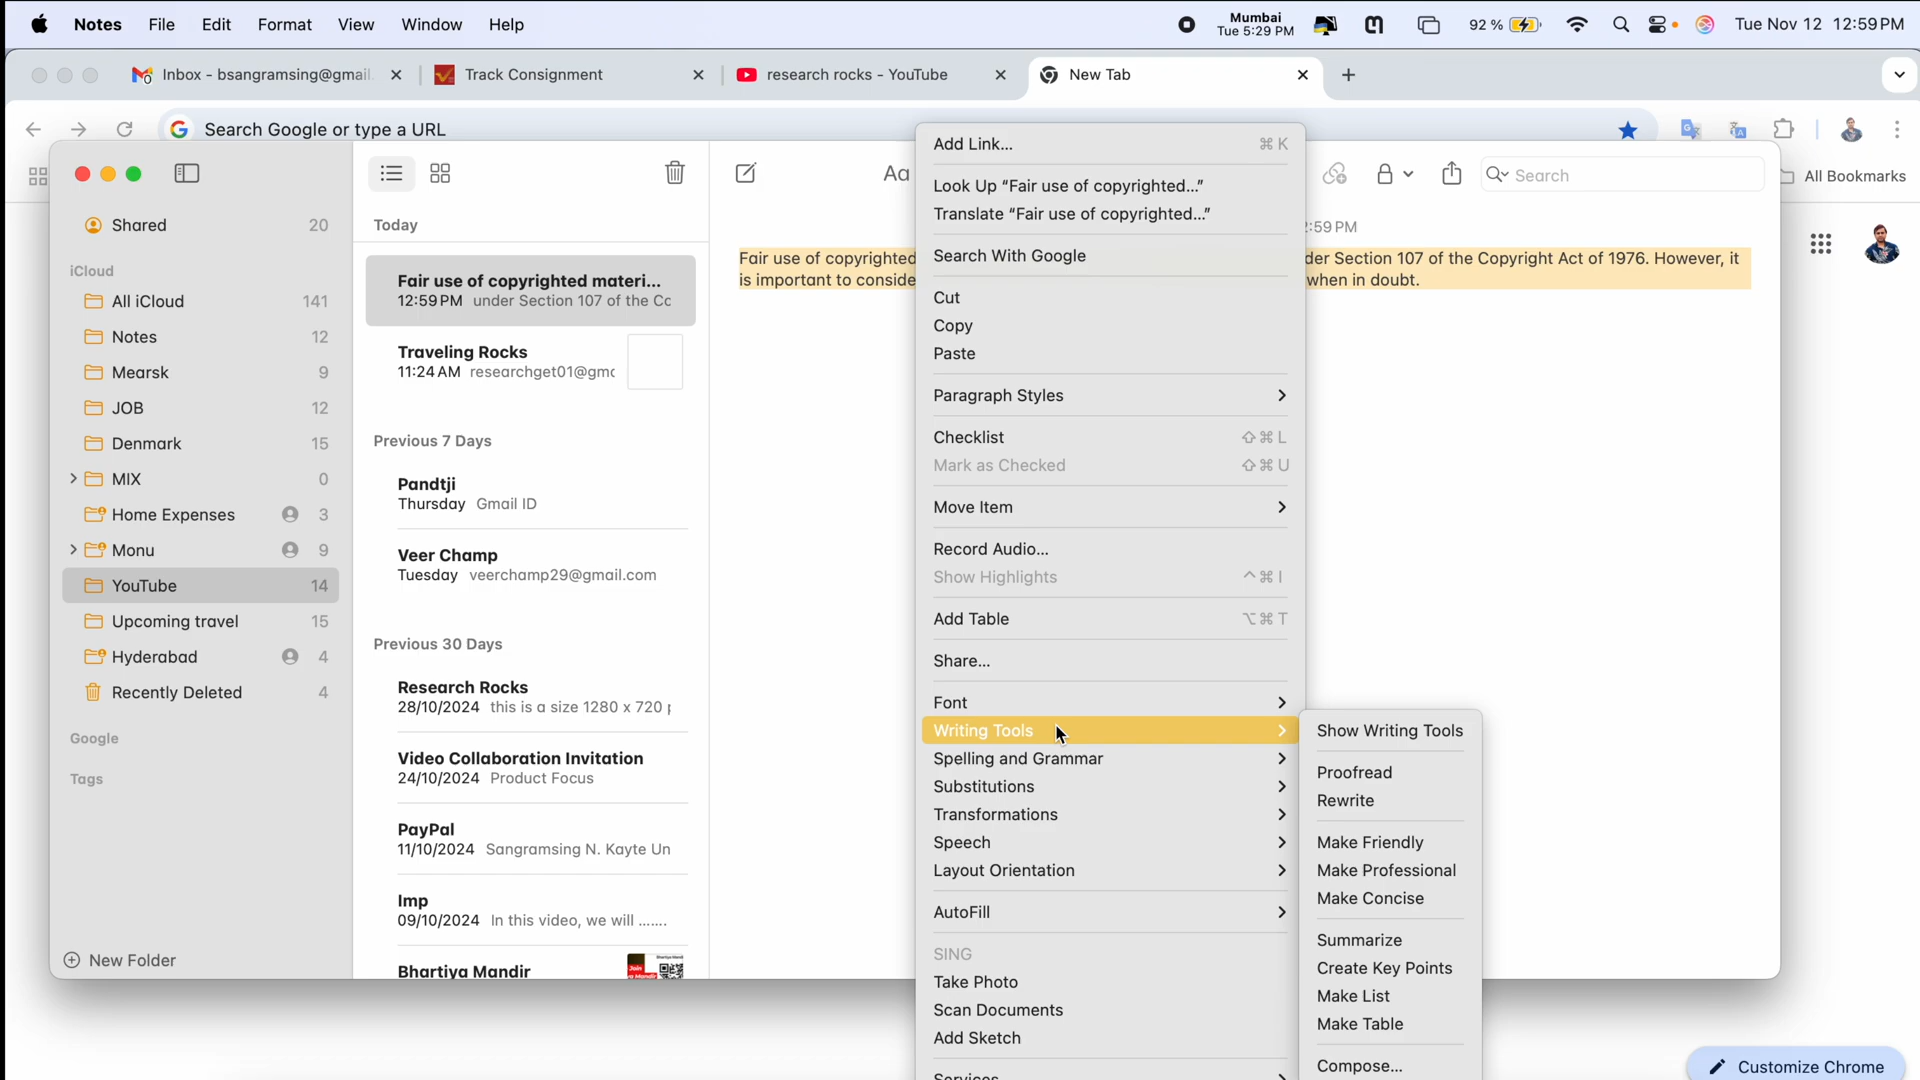 Notes File Edit Format View Window Help
Mumbai
Tue 5:29 PM
92 %
Tue Nov 12 12:59 PM
Inbox - bsangramsing@gmail.
Track Consignment
research rocks - YouTube
New Tab
Search Google or type a URL
All Bookmarks
Aa
Search
Shared 20
iCloud
All iCloud 141
Notes 12
Mearsk 9
JOB 12
Denmark 15
MIX 0
Home Expenses 3
Monu 9
YouTube 14
Upcoming travel 15
Hyderabad 4
Recently Deleted 4
Google
Tags
New Folder
Today
Fair use of copyrighted materi...
12:59 PM under Section 107 of the Cc
Traveling Rocks
11:24 AM researchget01@gmc
Previous 7 Days
Pandtji
Thursday Gmail ID
Veer Champ
Tuesday veerchamp29@gmail.com
Previous 30 Days
Research Rocks
28/10/2024 this is a size 1280 x 720
Video Collaboration Invitation
24/10/2024 Product Focus
PayPal
11/10/2024 Sangramsing N. Kayte Un
Imp
09/10/2024 In this video, we will .......
Bhartiya Mandir
:59 PM
Fair use of copyrighted der Section 107 of the Copyright Act of 1976. However, it
is important to conside when in doubt.
Add Link... ⌘ K
Look Up “Fair use of copyrighted...”
Translate “Fair use of copyrighted...”
Search With Google
Cut
Copy
Paste
Paragraph Styles
Checklist ⇧ ⌘ L
Mark as Checked ⇧ ⌘ U
Move Item
Record Audio...
Show Highlights ^ ⌘ I
Add Table ⌥ ⌘ T
Share...
Font
Writing Tools
Spelling and Grammar
Substitutions
Transformations
Speech
Layout Orientation
AutoFill
SING
Take Photo
Scan Documents
Add Sketch
Services
Show Writing Tools
Proofread
Rewrite
Make Friendly
Make Professional
Make Concise
Summarize
Create Key Points
Make List
Make Table
Compose...
Customize Chrome